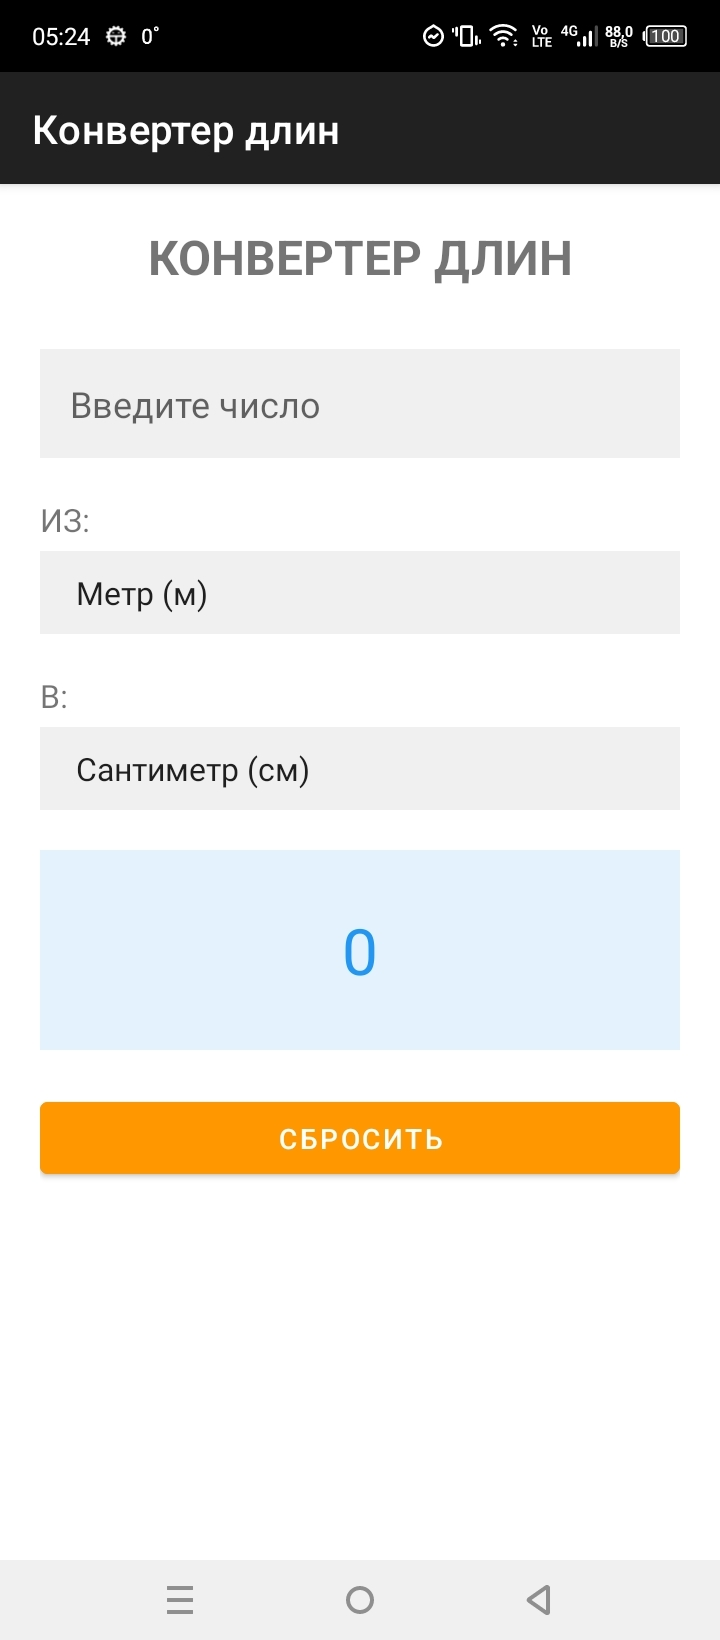 05:24 0°
Vo LTE 4G 88,0 B/S 100
Конвертер длин
КОНВЕРТЕР ДЛИН
Введите число
ИЗ:
Метр (м)
В:
Сантиметр (см)
0
СБРОСИТЬ